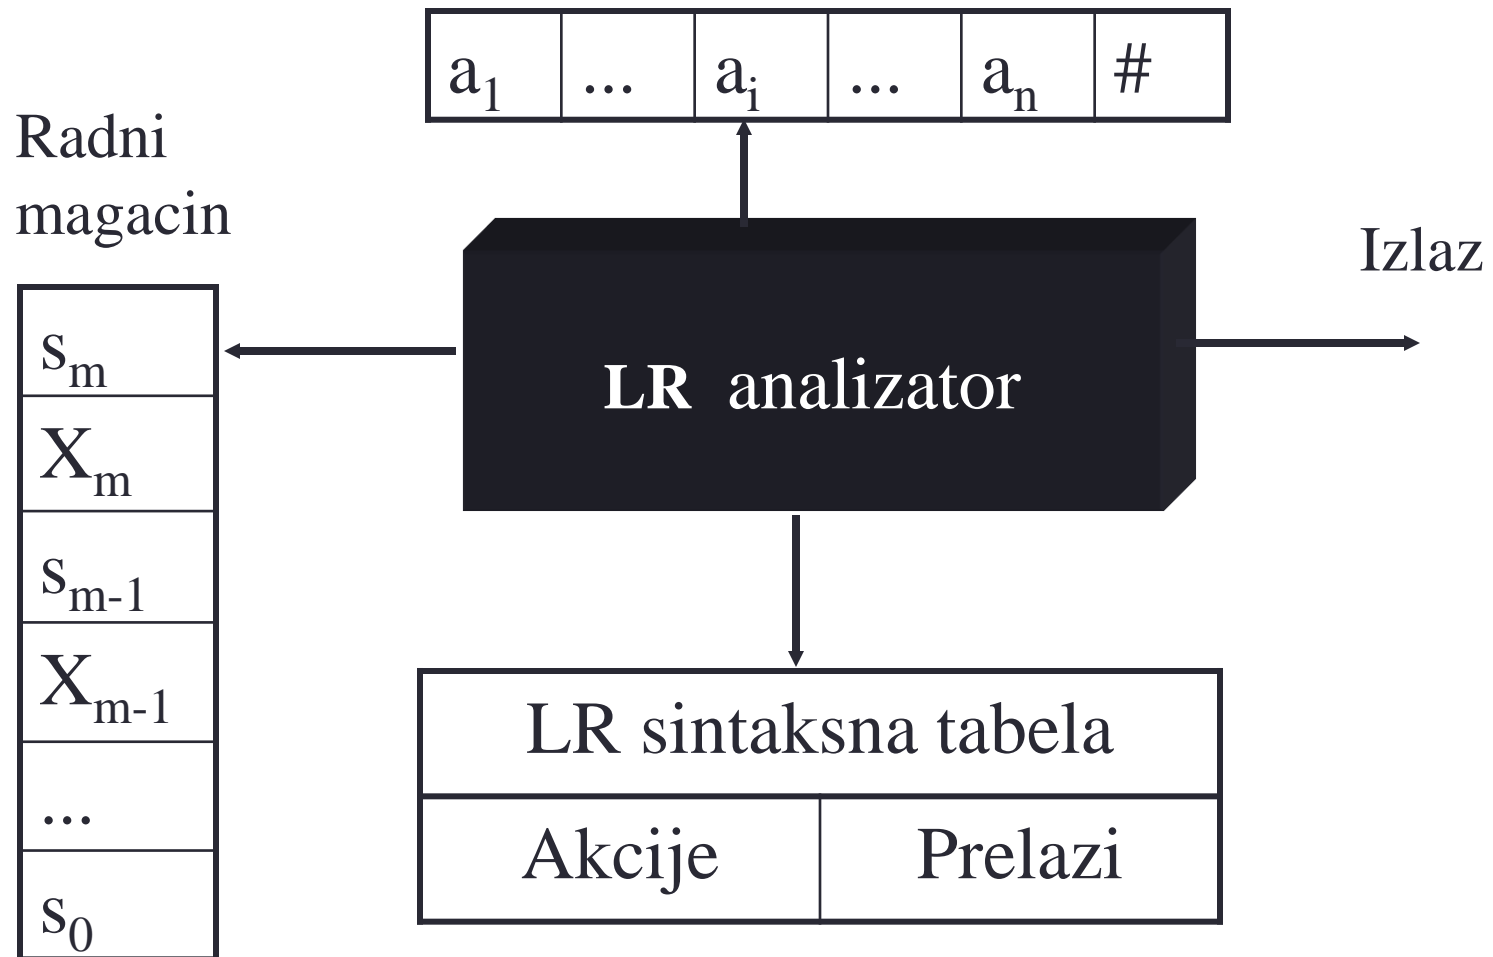 a₁ ... aᵢ ... aₙ #
Radni
magacin
Izlaz
sₘ
Xₘ
sₘ₋₁
Xₘ₋₁
...
s₀
LR analizator
LR sintaksna tabela
Akcije Prelazi